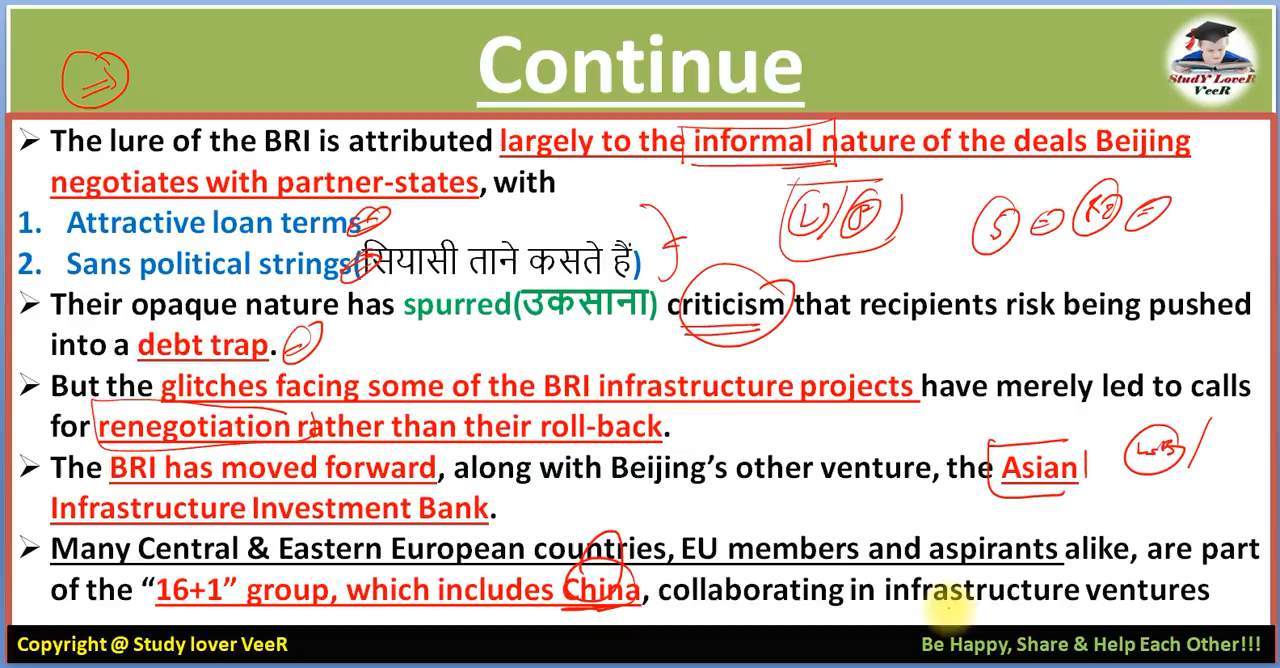 Continue
StudY LoveR
VeeR
➢ The lure of the BRI is attributed largely to the informal nature of the deals Beijing
negotiates with partner-states, with
1. Attractive loan terms
2. Sans political strings(सियासी ताने कसते हैं)
➢ Their opaque nature has spurred(उकसाना) criticism that recipients risk being pushed
into a debt trap.
➢ But the glitches facing some of the BRI infrastructure projects have merely led to calls
for renegotiation rather than their roll-back.
➢ The BRI has moved forward, along with Beijing's other venture, the Asian
Infrastructure Investment Bank.
➢ Many Central & Eastern European countries, EU members and aspirants alike, are part
of the "16+1" group, which includes China, collaborating in infrastructure ventures
Copyright @ Study lover VeeR
Be Happy, Share & Help Each Other!!!